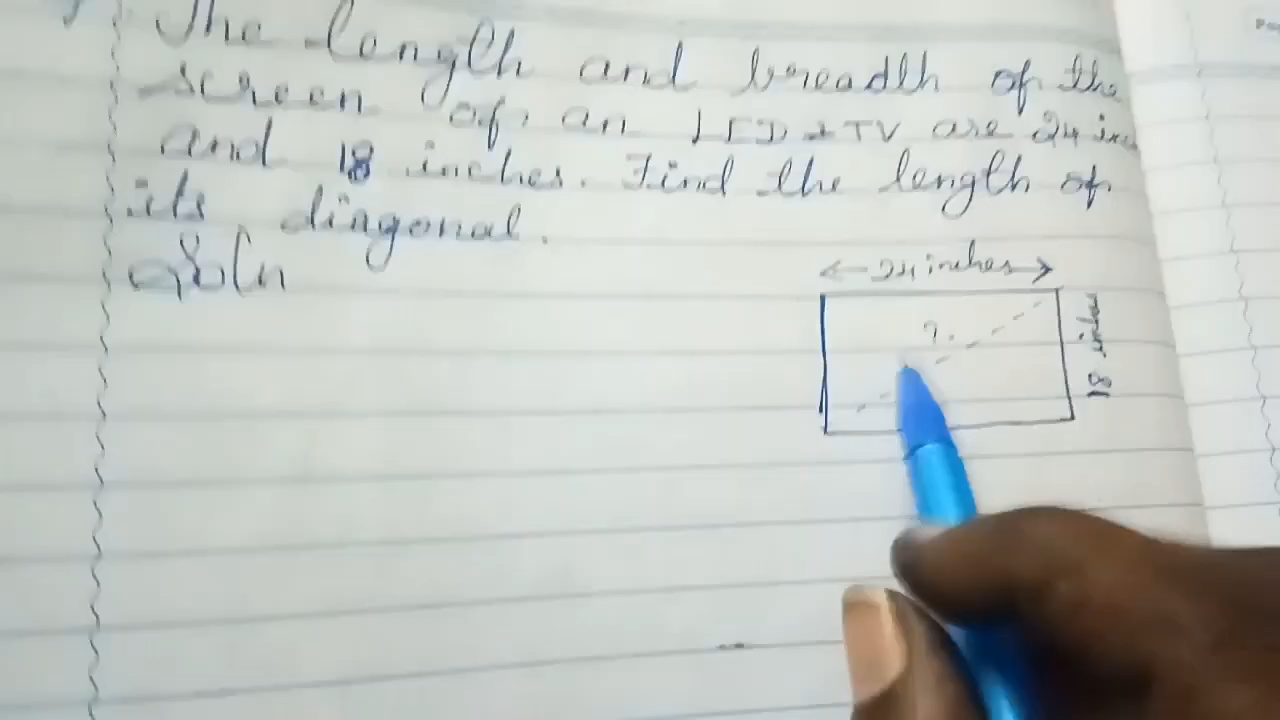 The length and breadth of the
screen of an LED TV are 24 inc
and 18 inches. Find the length of
its diagonal.
soln
24 inches
?
18 inches